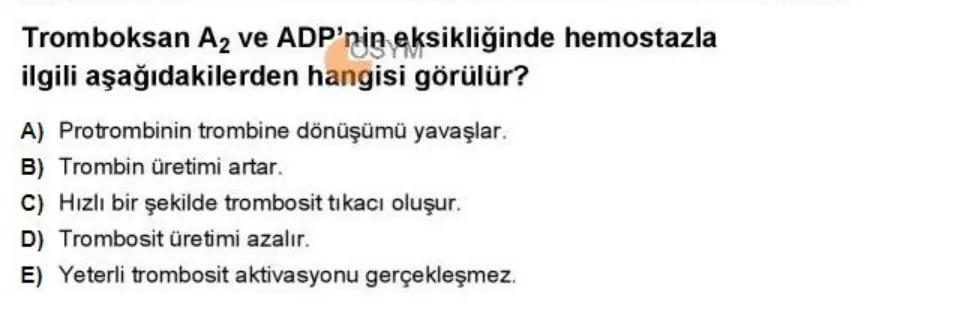 Tromboksan A₂ ve ADP'nin eksikliğinde hemostazla
ÖSYM
ilgili aşağıdakilerden hangisi görülür?
A) Protrombinin trombine dönüşümü yavaşlar.
B) Trombin üretimi artar.
C) Hızlı bir şekilde trombosit tıkacı oluşur.
D) Trombosit üretimi azalır.
E) Yeterli trombosit aktivasyonu gerçekleşmez.